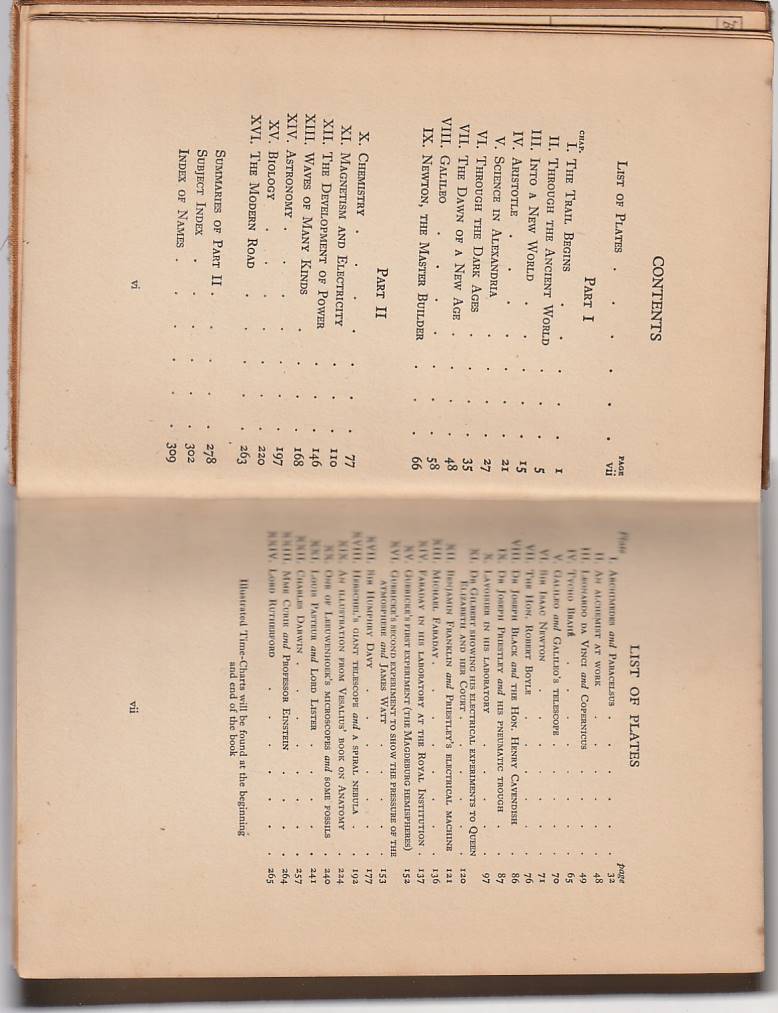 CONTENTS
LIST OF PLATES . . . . . vii
PAGE
PART I
CHAP.
I. THE TRAIL BEGINS . . . . 1
II. THROUGH THE ANCIENT WORLD . . . 5
III. INTO A NEW WORLD . . . . 15
IV. ARISTOTLE . . . . . 21
V. SCIENCE IN ALEXANDRIA . . . . 27
VI. THROUGH THE DARK AGES . . . . 35
VII. THE DAWN OF A NEW AGE . . . . 48
VIII. GALILEO . . . . . 58
IX. NEWTON, THE MASTER BUILDER . . . 66
PART II
X. CHEMISTRY . . . . . 77
XI. MAGNETISM AND ELECTRICITY . . . 110
XII. THE DEVELOPMENT OF POWER . . . 146
XIII. WAVES OF MANY KINDS . . . . 168
XIV. ASTRONOMY . . . . . 197
XV. BIOLOGY . . . . . 220
XVI. THE MODERN ROAD . . . . 263
SUMMARIES OF PART II . . . . 278
SUBJECT INDEX . . . . . 302
INDEX OF NAMES . . . . . 309
vi
LIST OF PLATES
Plate page
I. ARCHIMEDES and PARACELSUS . . . . 32
II. AN ALCHEMIST AT WORK . . . . 48
III LEONARDO DA VINCI and COPERNICUS . . . 49
IV. TYCHO BRAHE . . . . . 65
V. GALILEO and GALILEO'S TELESCOPE . . . 70
VI. SIR ISAAC NEWTON . . . . . 71
VII. THE HON. ROBERT BOYLE . . . . 76
VIII. DR JOSEPH BLACK and THE HON. HENRY CAVENDISH . 86
IX. DR JOSEPH PRIESTLEY and HIS PNEUMATIC TROUGH . 87
X. LAVOISIER IN HIS LABORATORY . . . . 97
XI. DR GILBERT SHOWING HIS ELECTRICAL EXPERIMENTS TO QUEEN
ELIZABETH AND HER COURT . . . . 120
XII. BENJAMIN FRANKLIN and PRIESTLEY'S ELECTRICAL MACHINE 121
XIII. MICHAEL FARADAY . . . . . 136
XIV. FARADAY IN HIS LABORATORY AT THE ROYAL INSTITUTION . 137
XV. GUERICKE'S FIRST EXPERIMENT (THE MAGDEBURG HEMISPHERES) 152
XVI. GUERICKE'S SECOND EXPERIMENT TO SHOW THE PRESSURE OF THE
ATMOSPHERE and JAMES WATT . . . . 153
XVII. SIR HUMPHRY DAVY . . . . . 177
XVIII. HERSCHEL'S GIANT TELESCOPE and A SPIRAL NEBULA . 192
XIX. AN ILLUSTRATION FROM VESALIUS' BOOK ON ANATOMY . 224
XX. ONE OF LEEUWENHOEK'S MICROSCOPES and SOME FOSSILS . 240
XXI. LOUIS PASTEUR and LORD LISTER . . . . 241
XXII. CHARLES DARWIN . . . . . 257
XXIII. MME CURIE and PROFESSOR EINSTEIN . . . 264
XXIV. LORD RUTHERFORD . . . . . 265
Illustrated Time-Charts will be found at the beginning
and end of the book
vii